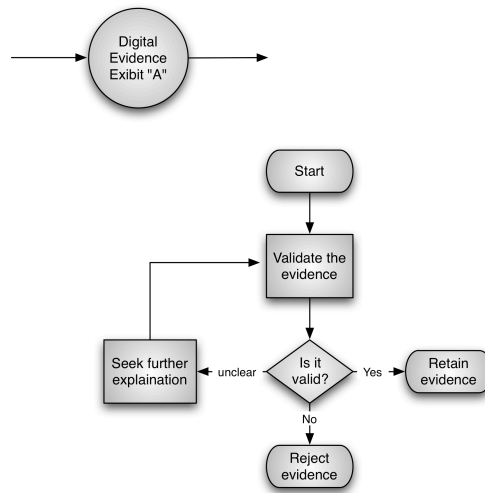 Digital
Evidence
Exibit "A"
Start
Validate the
evidence
Seek further
explaination
unclear
Is it
valid?
Yes
Retain
evidence
No
Reject
evidence